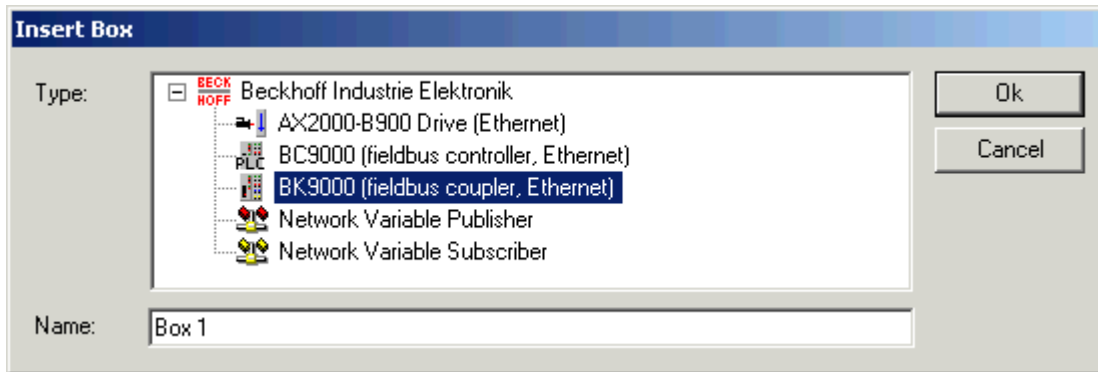 Insert Box
Type:
BECK
HOFF
Beckhoff Industrie Elektronik
AX2000-B900 Drive (Ethernet)
PLC
BC9000 (fieldbus controller, Ethernet)
BK9000 (fieldbus coupler, Ethernet)
Network Variable Publisher
Network Variable Subscriber
Ok
Cancel
Name:
Box 1